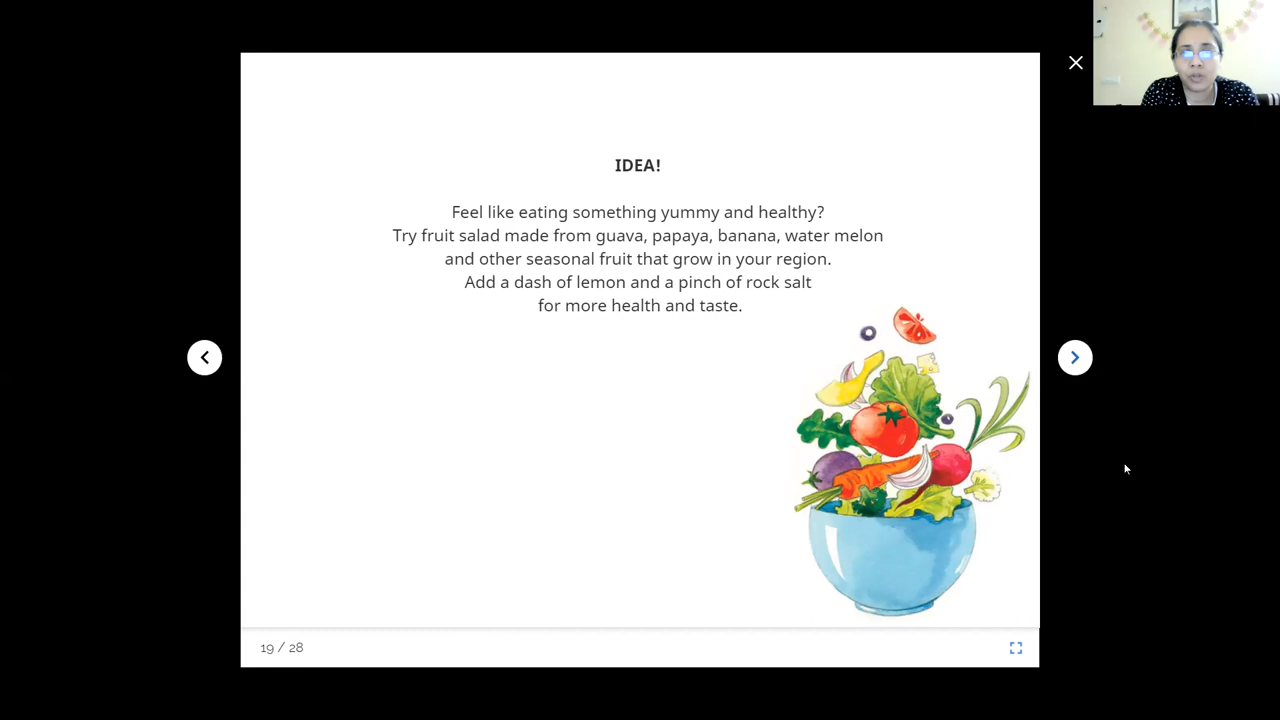 IDEA!
Feel like eating something yummy and healthy?
Try fruit salad made from guava, papaya, banana, water melon
and other seasonal fruit that grow in your region.
Add a dash of lemon and a pinch of rock salt
for more health and taste.
19 / 28